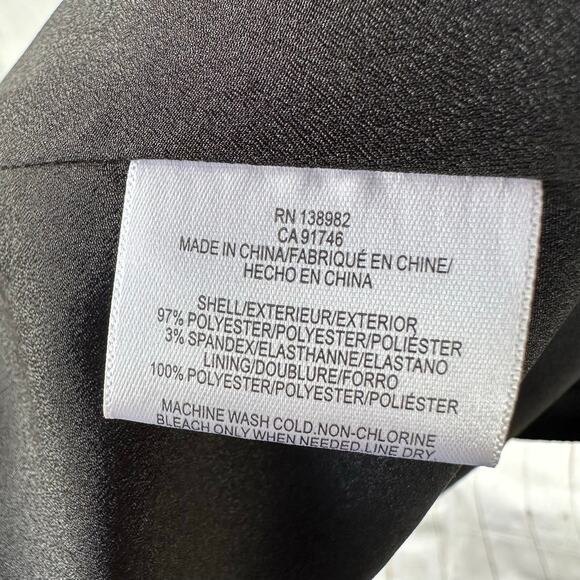 RN 138982
CA 91746
MADE IN CHINA/FABRIQUÉ EN CHINE/
HECHO EN CHINA
SHELL/EXTERIEUR/EXTERIOR
97% POLYESTER/POLYESTER/POLIÉSTER
3% SPANDEX/ELASTHANNE/ELASTANO
LINING/DOUBLURE/FORRO
100% POLYESTER/POLYESTER/POLIÉSTER
MACHINE WASH COLD.NON-CHLORINE
BLEACH ONLY WHEN NEEDED.LINE DRY